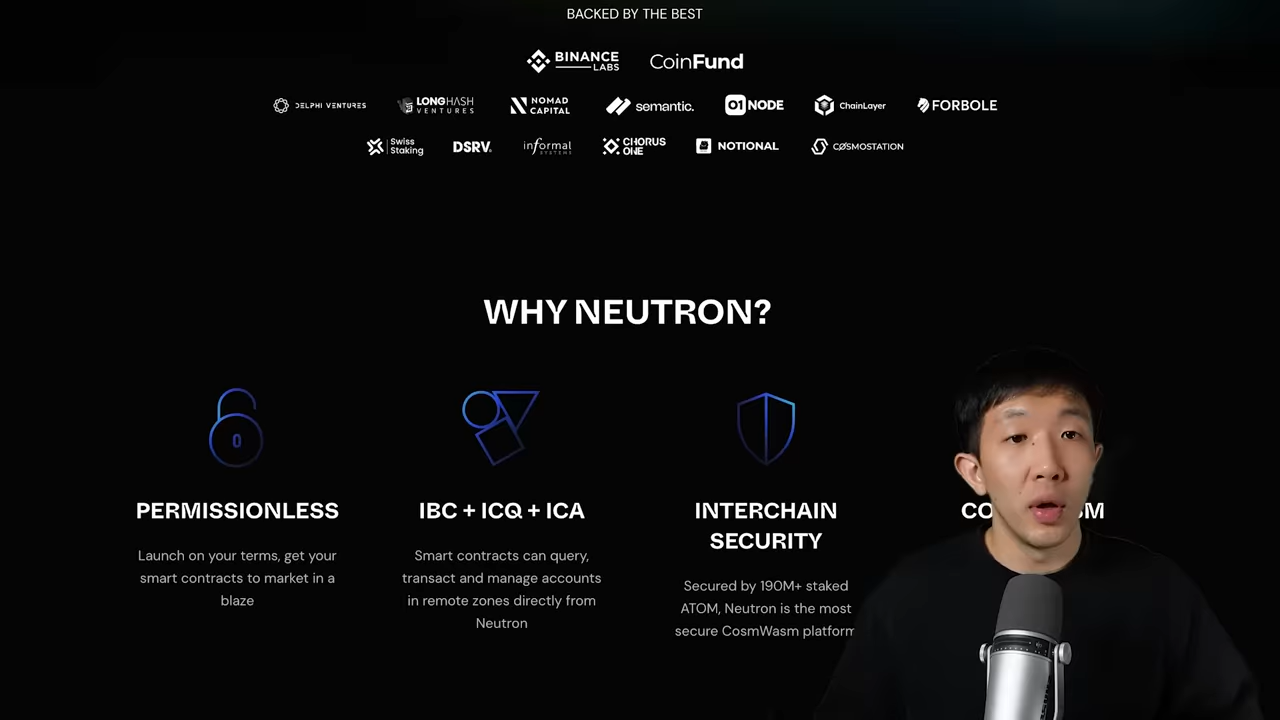 BACKED BY THE BEST
BINANCE LABS
CoinFund
DELPHI VENTURES
LONGHASH VENTURES
NOMAD CAPITAL
semantic.
01 NODE
ChainLayer
FORBOLE
Swiss Staking
DSRV
informal SYSTEMS
CHORUS ONE
NOTIONAL
COSMOSTATION
WHY NEUTRON?
PERMISSIONLESS
Launch on your terms, get your
smart contracts to market in a
blaze
IBC + ICQ + ICA
Smart contracts can query,
transact and manage accounts
in remote zones directly from
Neutron
INTERCHAIN
SECURITY
Secured by 190M+ staked
ATOM, Neutron is the most
secure CosmWasm platform